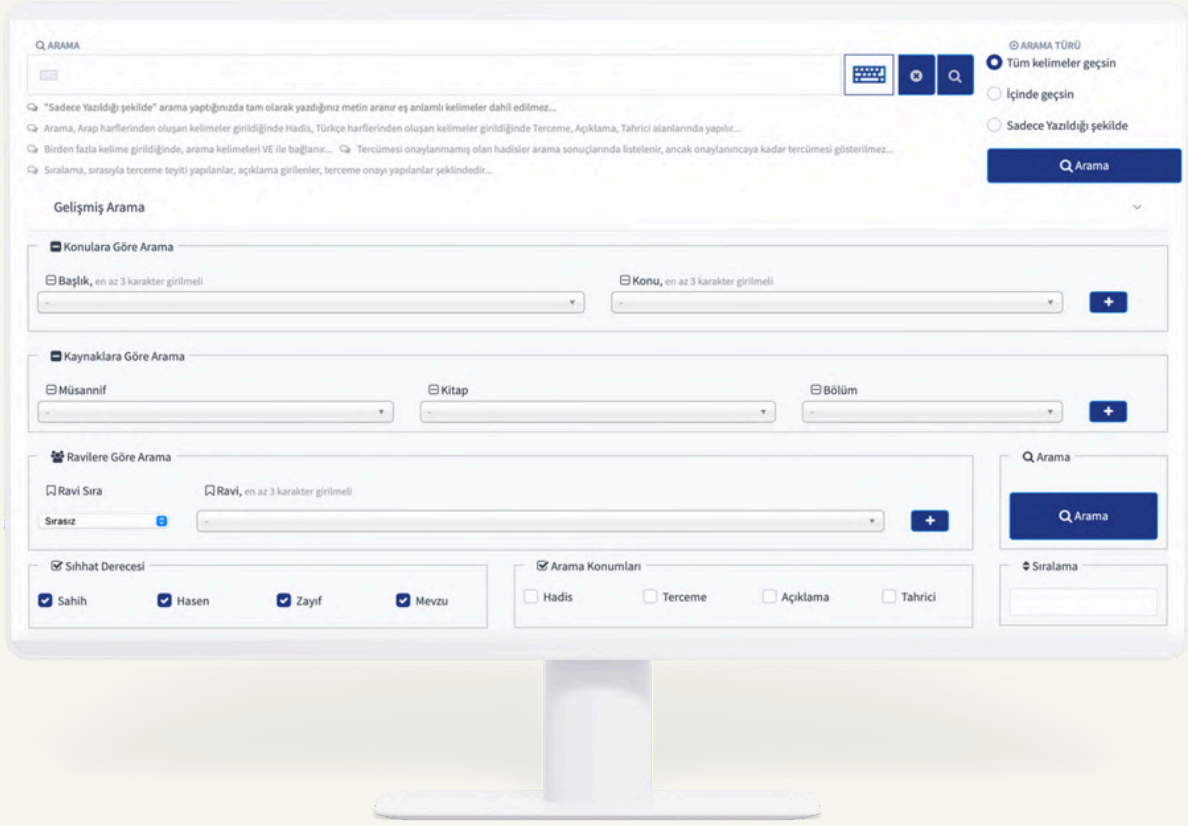 ARAMA
ARAMA TÜRÜ
Tüm kelimeler geçsin
İçinde geçsin
Sadece Yazıldığı şekilde
Arama
"Sadece Yazıldığı şekilde" arama yaptığınızda tam olarak yazdığınız metin aranır eş anlamlı kelimeler dahil edilmez...
Arama, Arap harflerinden oluşan kelimeler girildiğinde Hadis, Türkçe harflerinden oluşan kelimeler girildiğinde Terceme, Açıklama, Tahrici alanlarında yapılır...
Birden fazla kelime girildiğinde, arama kelimeleri VE ile bağlanır... Tercümesi onaylanmamış olan hadisler arama sonuçlarında listelenir, ancak onaylanıncaya kadar tercümesi gösterilmez...
Sıralama, sırasıyla terceme teyiti yapılanlar, açıklama girilenler, terceme onayı yapılanlar şeklindedir...
Gelişmiş Arama
Konulara Göre Arama
Başlık, en az 3 karakter girilmeli
Konu, en az 3 karakter girilmeli
-
-
+
Kaynaklara Göre Arama
Müsannif
Kitap
Bölüm
-
-
-
+
Ravilere Göre Arama
Ravi Sıra
Ravi, en az 3 karakter girilmeli
Sırasız
-
+
Arama
Arama
Sıhhat Derecesi
Sahih
Hasen
Zayıf
Mevzu
Arama Konumları
Hadis
Terceme
Açıklama
Tahrici
Sıralama